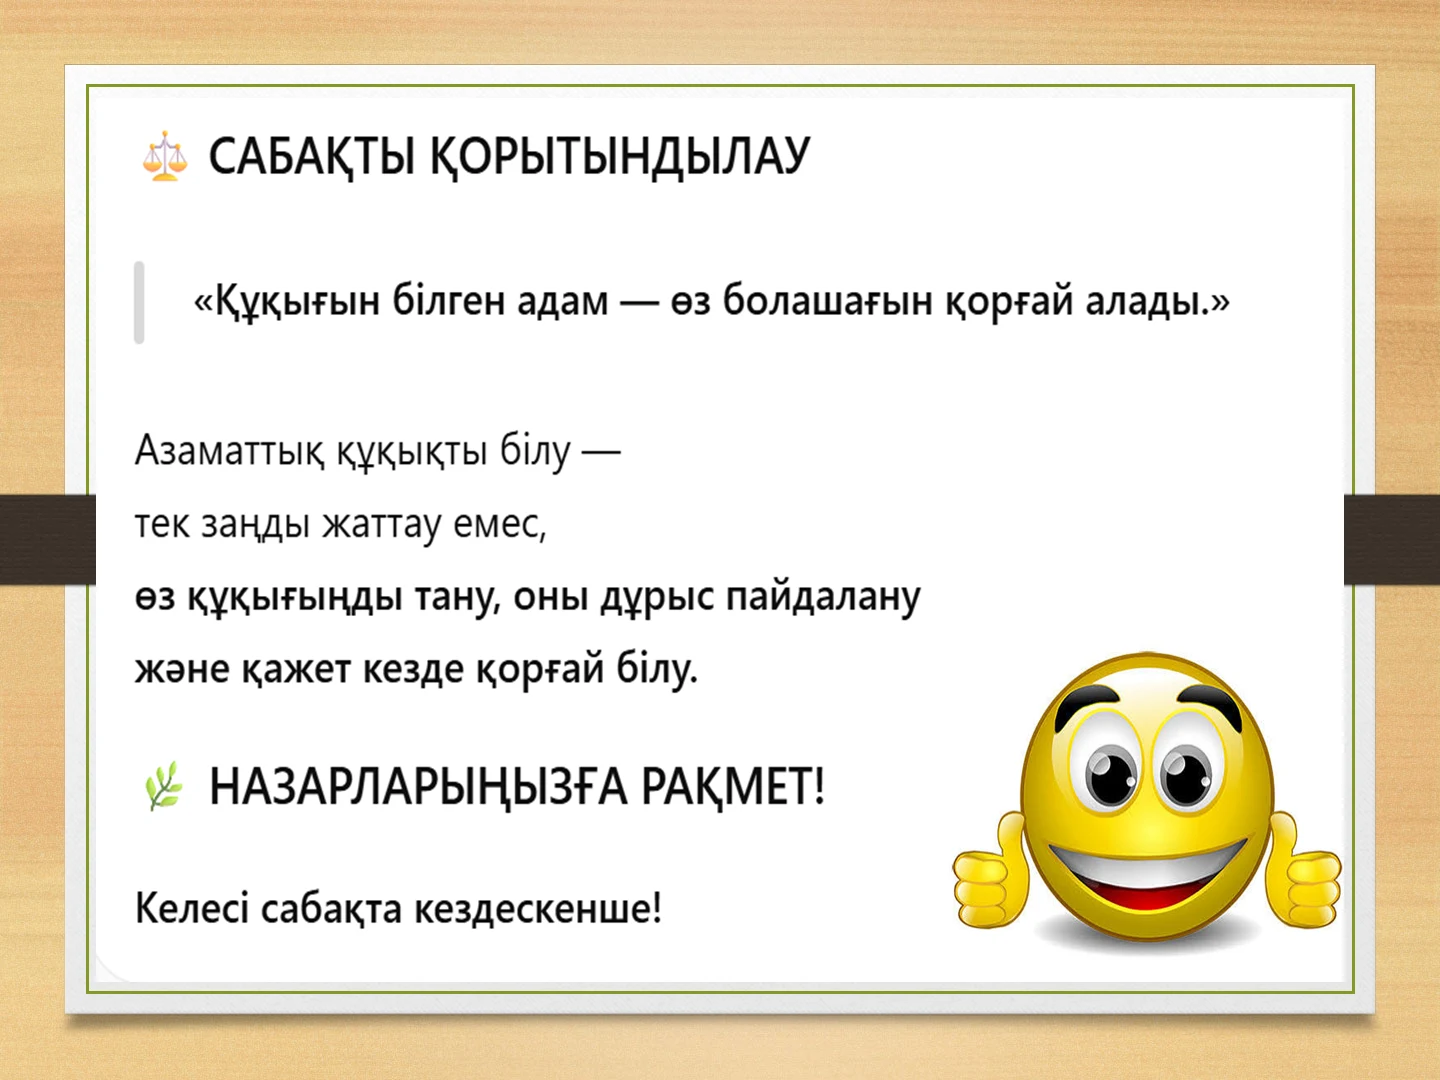 САБАҚТЫ ҚОРЫТЫНДЫЛАУ
«Құқығын білген адам — өз болашағын қорғай алады.»
Азаматтық құқықты білу —
тек заңды жаттау емес,
өз құқығыңды тану, оны дұрыс пайдалану
және қажет кезде қорғай білу.
НАЗАРЛАРЫҢЫЗҒА РАҚМЕТ!
Келесі сабақта кездескенше!